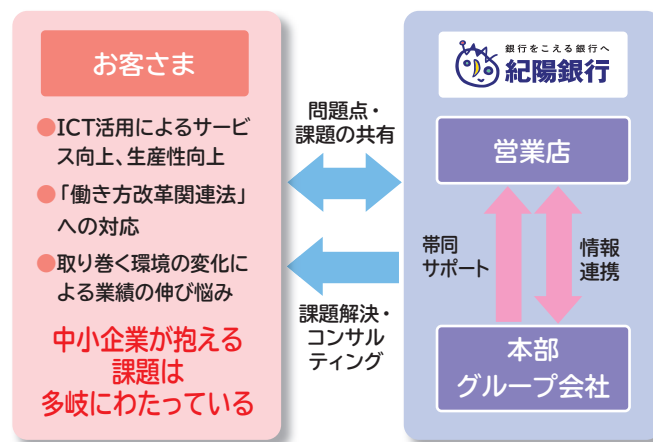 お客さま
●ICT活用によるサービ
ス向上、生産性向上
●「働き方改革関連法」
への対応
●取り巻く環境の変化に
よる業績の伸び悩み
中小企業が抱える
課題は
多岐にわたっている
問題点・
課題の共有
課題解決・
コンサル
ティング
銀行をこえる銀行へ
紀陽銀行
営業店
帯同
サポート
情報
連携
本部
グループ会社